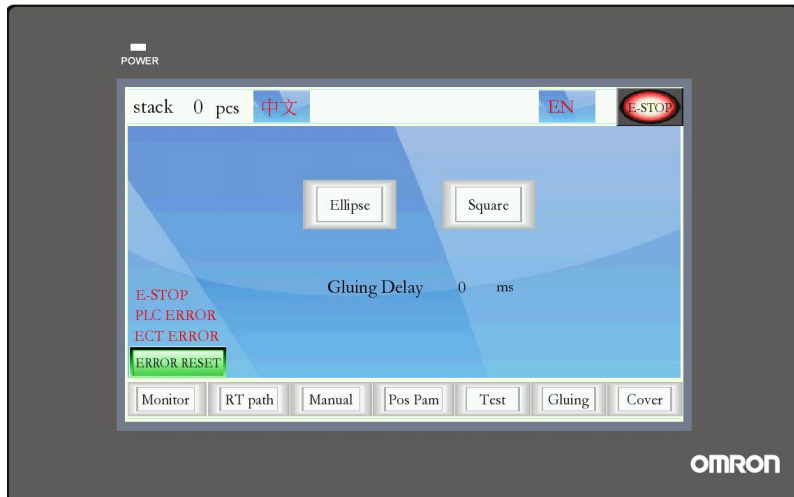 POWER
stack 0 pcs 中文 EN E-STOP
Ellipse Square
Gluing Delay 0 ms
E-STOP
PLC ERROR
ECT ERROR
ERROR RESET
Monitor RT path Manual Pos Pam Test Gluing Cover
OMRON